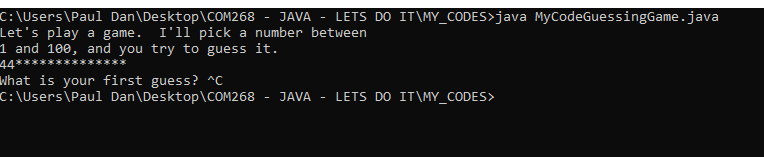 C:\Users\Paul Dan\Desktop\COM268 - JAVA - LETS DO IT\MY_CODES>java MyCodeGuessingGame.java
Let's play a game.  I'll pick a number between
1 and 100, and you try to guess it.
44**************
What is your first guess? ^C
C:\Users\Paul Dan\Desktop\COM268 - JAVA - LETS DO IT\MY_CODES>